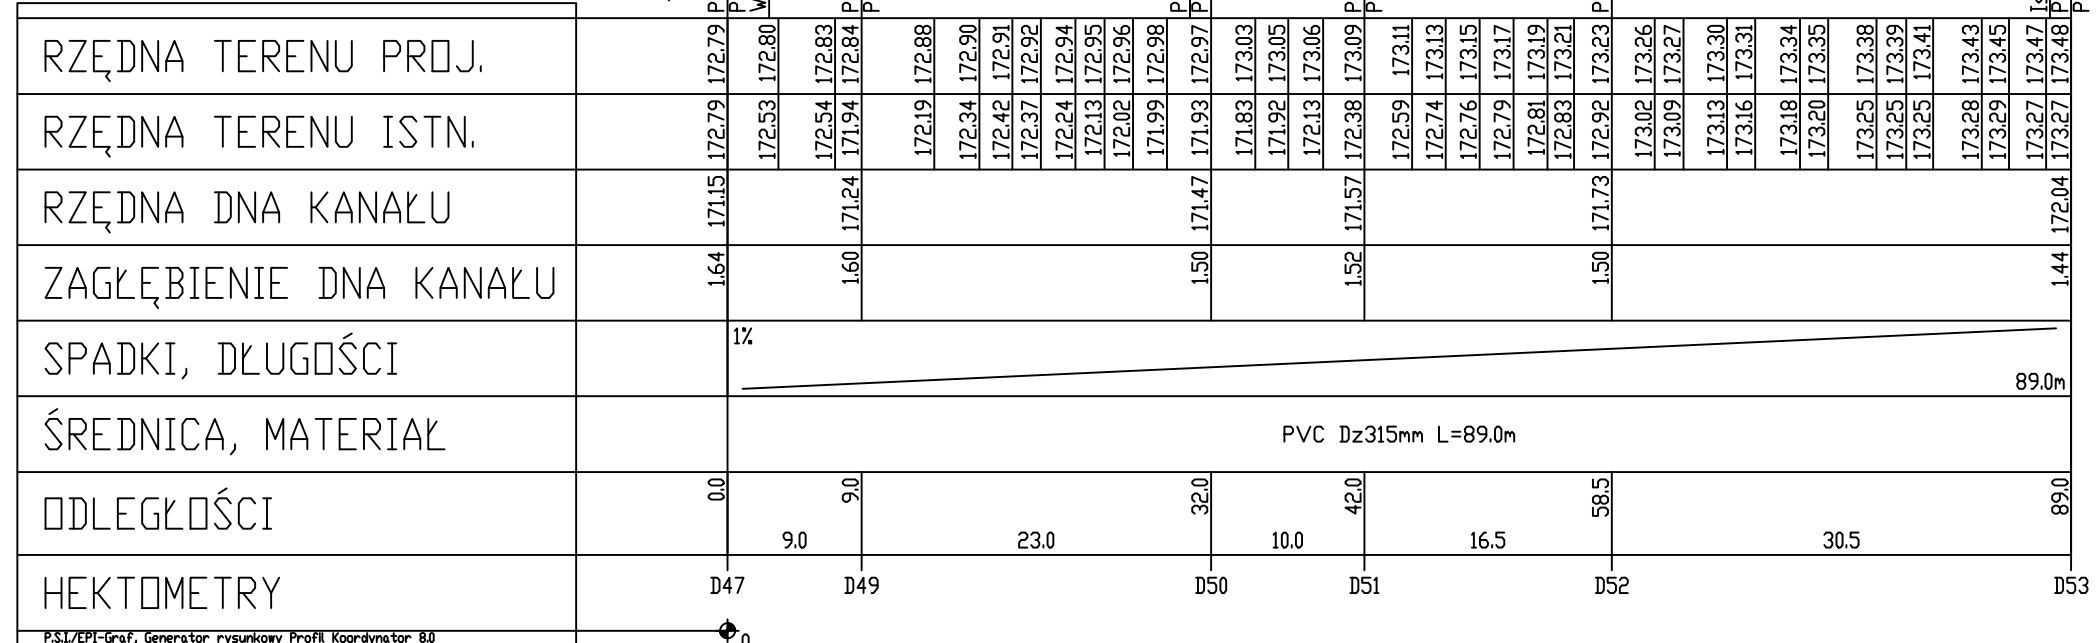 P P W P P P P P P P Is P P
RZĘDNA TERENU PROJ. 172.79 172.80 172.83 172.84 172.88 172.90 172.91 172.92 172.94 172.95 172.96 172.98 172.97 173.03 173.05 173.06 173.09 173.11 173.13 173.15 173.17 173.19 173.21 173.23 173.26 173.27 173.30 173.31 173.34 173.35 173.38 173.39 173.41 173.43 173.45 173.47 173.48
RZĘDNA TERENU ISTN. 172.79 172.53 172.54 171.94 172.19 172.34 172.42 172.37 172.24 172.13 172.02 171.99 171.93 171.83 171.92 172.13 172.38 172.59 172.74 172.76 172.79 172.81 172.83 172.92 173.02 173.09 173.13 173.16 173.18 173.20 173.25 173.25 173.25 173.28 173.29 173.27 173.27
RZĘDNA DNA KANAŁU 171.15 171.24 171.47 171.57 171.73 172.04
ZAGŁĘBIENIE DNA KANAŁU 1.64 1.60 1.50 1.52 1.50 1.44
SPADKI, DŁUGOŚCI 1% 89.0m
ŚREDNICA, MATERIAŁ PVC Dz315mm L=89.0m
ODLEGŁOŚCI 0.0 9.0 32.0 42.0 58.5 89.0
9.0 23.0 10.0 16.5 30.5
HEKTOMETRY D47 D49 D50 D51 D52 D53
P.S.I./EPI-Graf, Generator rysunkowy Profil Koordynator 8.0 0